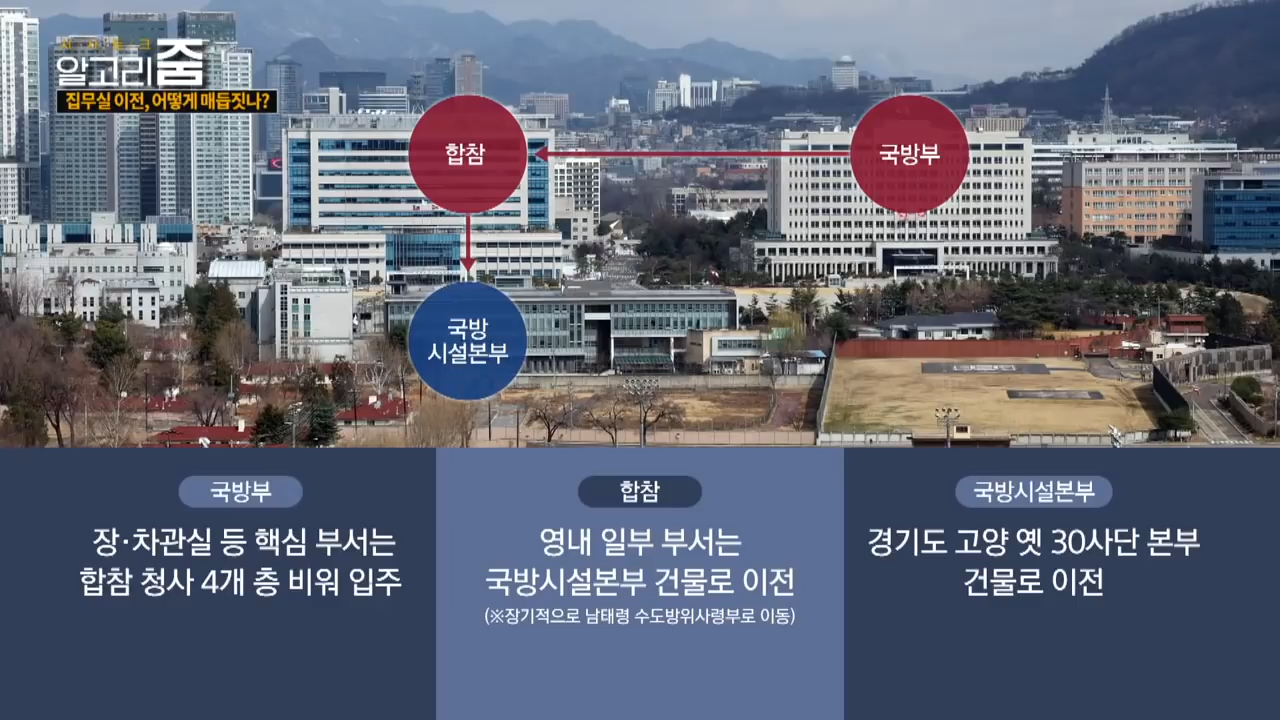 알고리줌
집무실 이전, 어떻게 매듭짓나?
합참
국방부
국방
시설본부
국방부
장·차관실 등 핵심 부서는
합참 청사 4개 층 비워 입주
합참
영내 일부 부서는
국방시설본부 건물로 이전
(※장기적으로 남태령 수도방위사령부로 이동)
국방시설본부
경기도 고양 옛 30사단 본부
건물로 이전